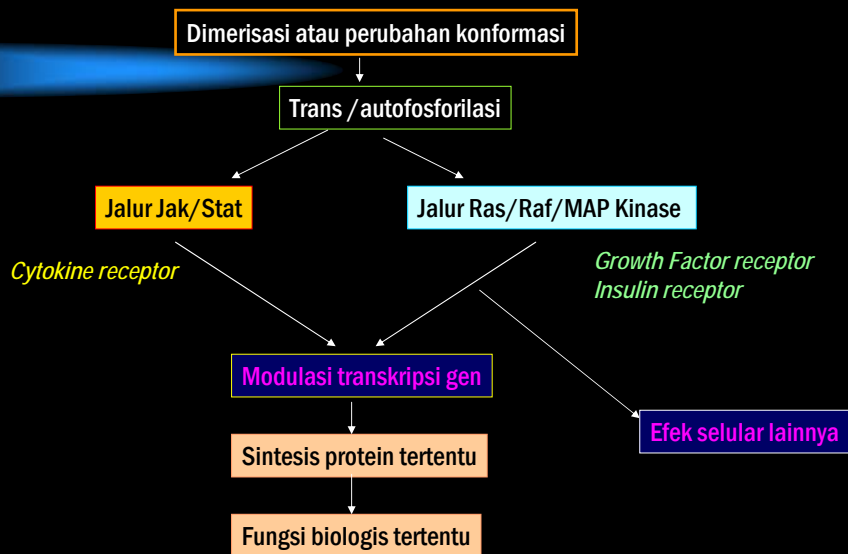 Dimerisasi atau perubahan konformasi
Trans /autofosforilasi
Jalur Jak/Stat
Jalur Ras/Raf/MAP Kinase
Cytokine receptor
Growth Factor receptor
Insulin receptor
Modulasi transkripsi gen
Efek selular lainnya
Sintesis protein tertentu
Fungsi biologis tertentu